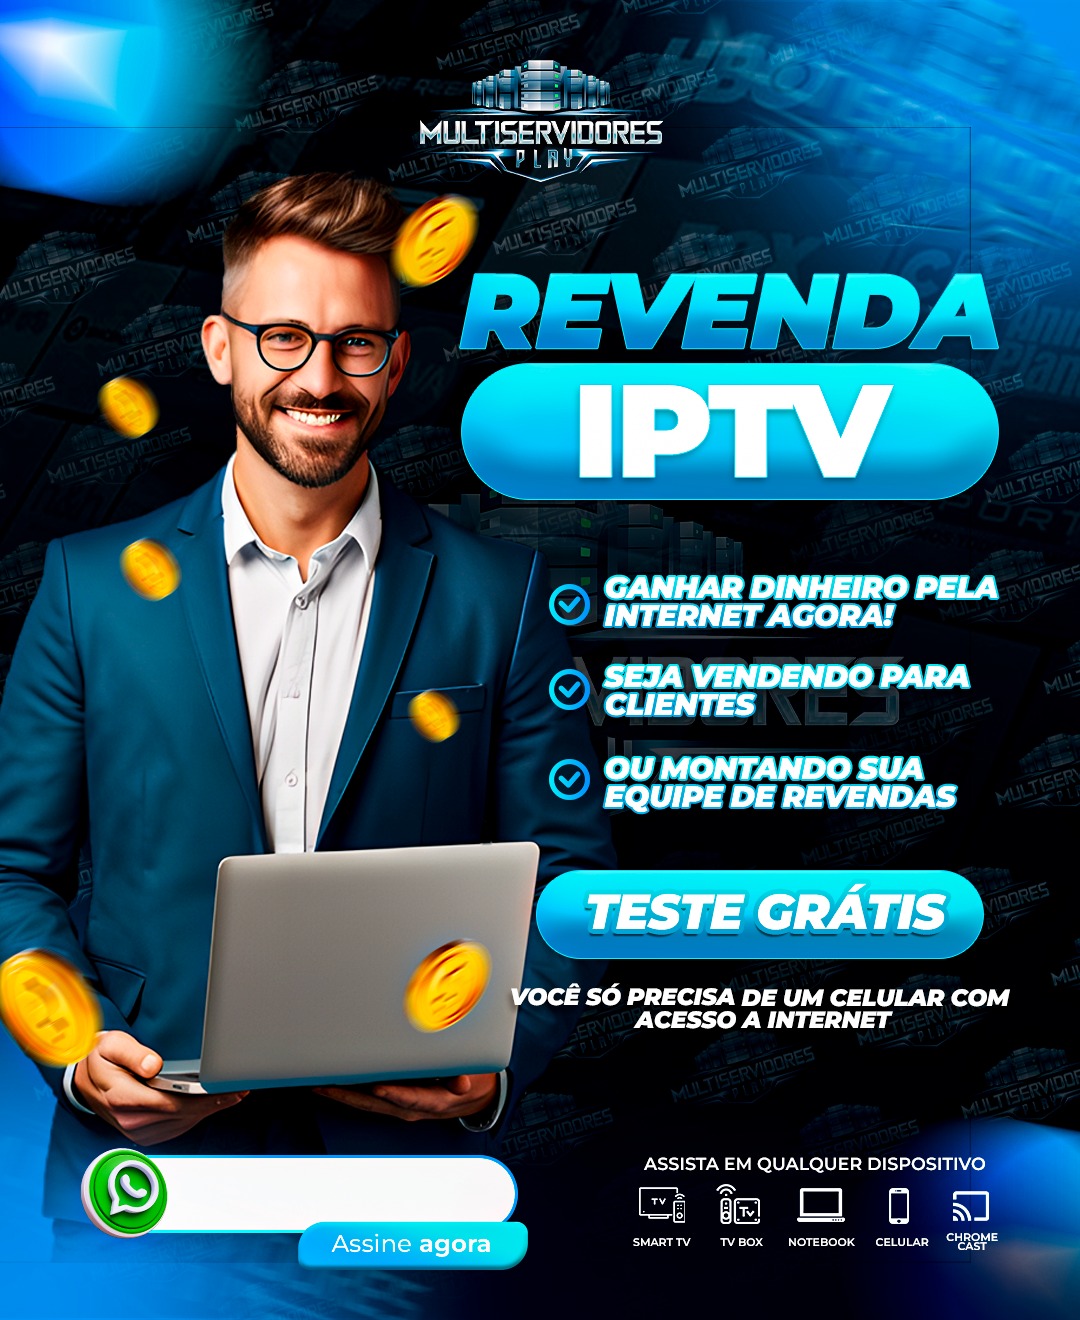 MULTISERVIDORES
PLAY
REVENDA
IPTV
GANHAR DINHEIRO PELA
INTERNET AGORA!
SEJA VENDENDO PARA
CLIENTES
OU MONTANDO SUA
EQUIPE DE REVENDAS
TESTE GRÁTIS
VOCÊ SÓ PRECISA DE UM CELULAR COM
ACESSO A INTERNET
ASSISTA EM QUALQUER DISPOSITIVO
SMART TV
TV BOX
NOTEBOOK
CELULAR
CHROME
CAST
Assine agora